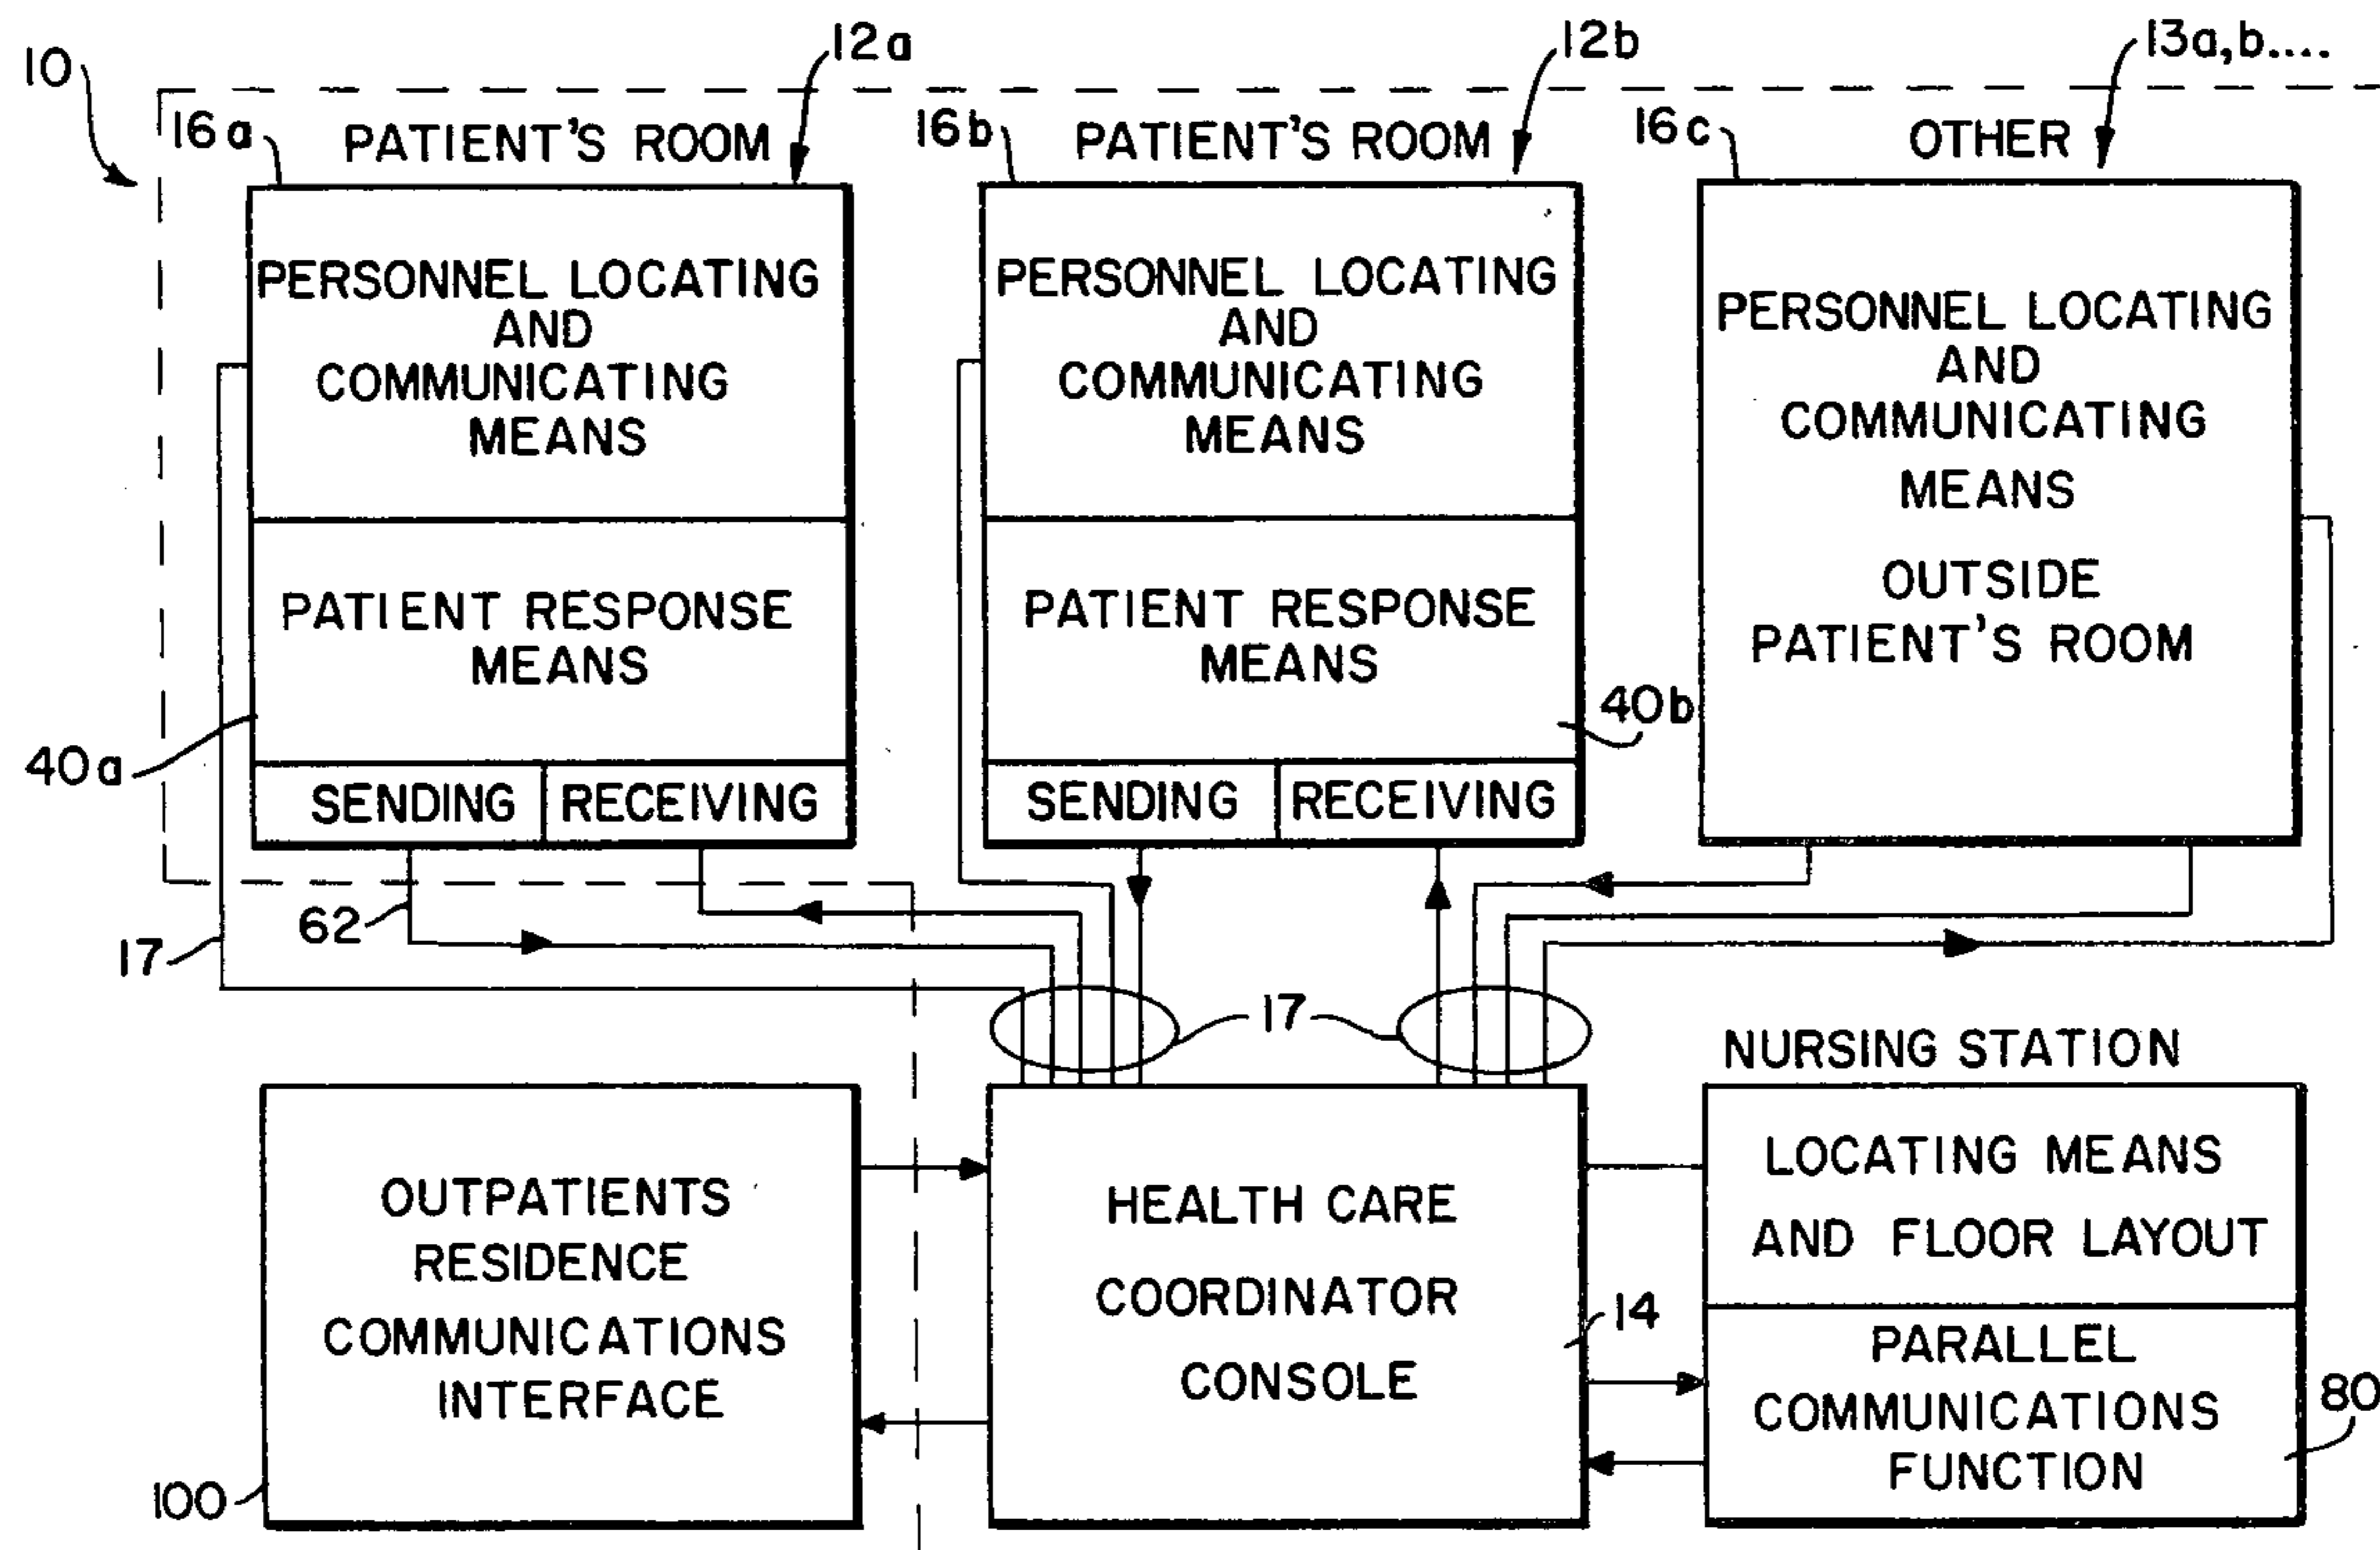 10
12a
12b
13a,b....
16a
PATIENT'S ROOM
16b
PATIENT'S ROOM
16c
OTHER
PERSONNEL LOCATING
AND
COMMUNICATING
MEANS
PATIENT RESPONSE
MEANS
40a
SENDING
RECEIVING
PERSONNEL LOCATING
AND
COMMUNICATING
MEANS
PATIENT RESPONSE
MEANS
40b
SENDING
RECEIVING
PERSONNEL LOCATING
AND
COMMUNICATING
MEANS
OUTSIDE
PATIENT'S ROOM
62
17
17
OUTPATIENTS
RESIDENCE
COMMUNICATIONS
INTERFACE
100
HEALTH CARE
COORDINATOR
CONSOLE
14
NURSING STATION
LOCATING MEANS
AND FLOOR LAYOUT
PARALLEL
COMMUNICATIONS
FUNCTION
80